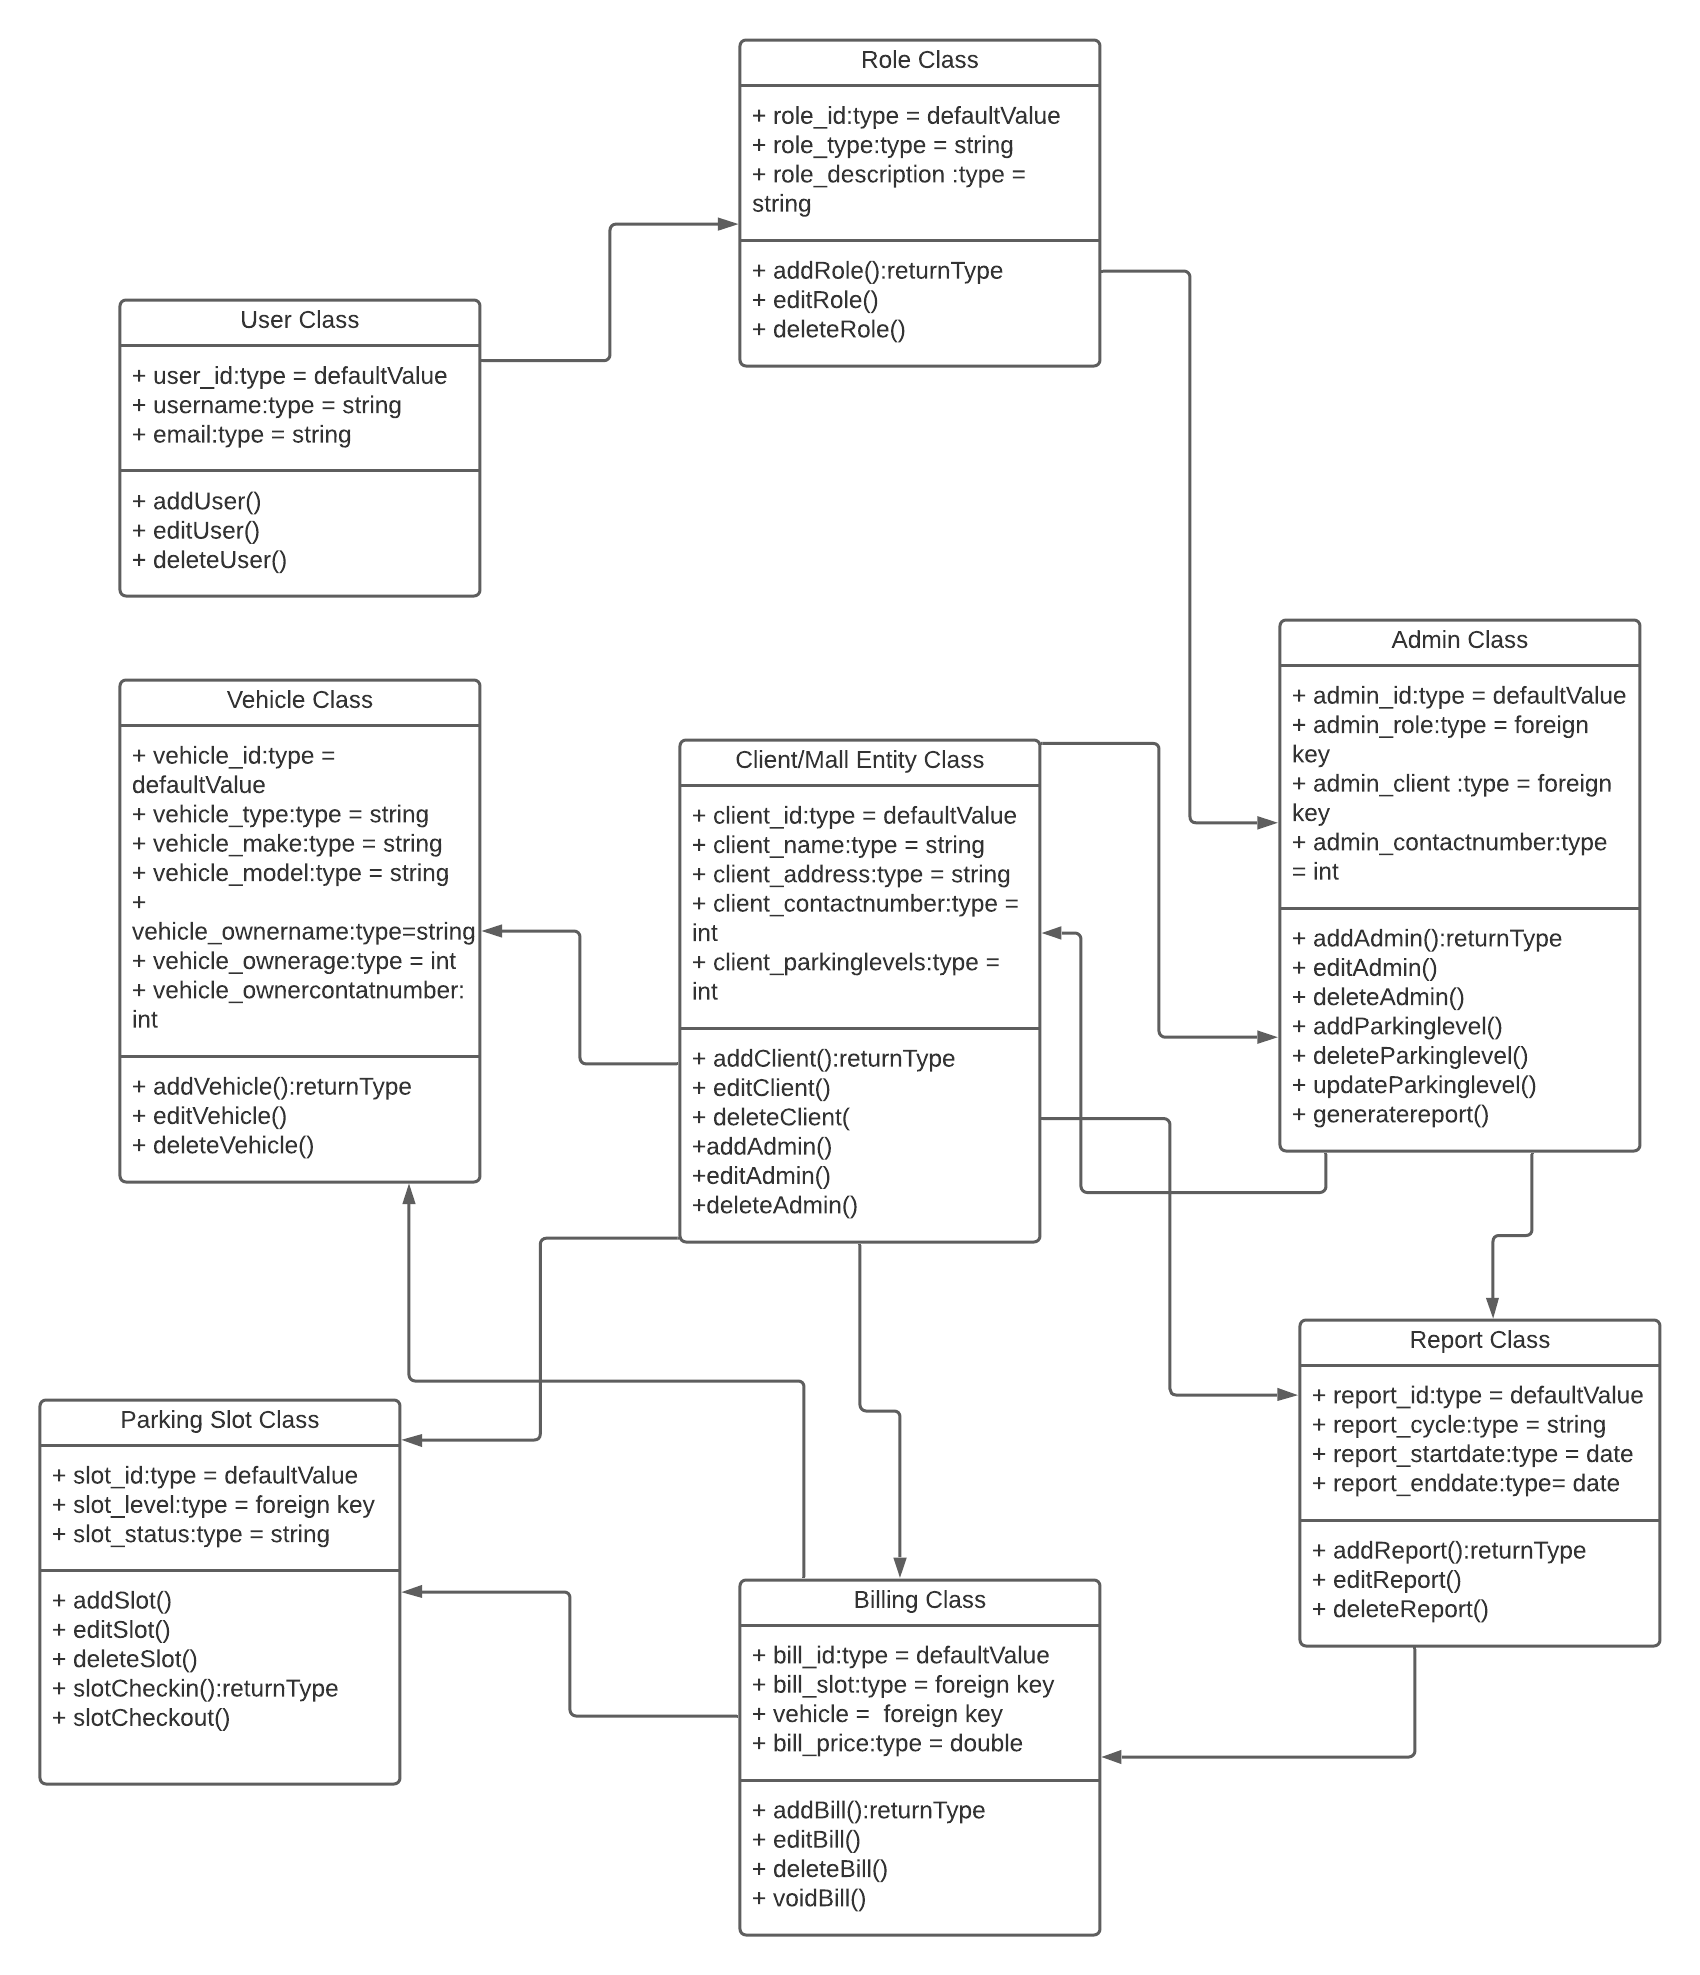 Role Class
+ role_id:type = defaultValue
+ role_type:type = string
+ role_description :type =
string
+ addRole():returnType
+ editRole()
+ deleteRole()
User Class
+ user_id:type = defaultValue
+ username:type = string
+ email:type = string
+ addUser()
+ editUser()
+ deleteUser()
Admin Class
+ admin_id:type = defaultValue
+ admin_role:type = foreign
key
+ admin_client :type = foreign
key
+ admin_contactnumber:type
= int
+ addAdmin():returnType
+ editAdmin()
+ deleteAdmin()
+ addParkinglevel()
+ deleteParkinglevel()
+ updateParkinglevel()
+ generatereport()
Vehicle Class
+ vehicle_id:type =
defaultValue
+ vehicle_type:type = string
+ vehicle_make:type = string
+ vehicle_model:type = string
+
vehicle_ownername:type=string
+ vehicle_ownerage:type = int
+ vehicle_ownercontatnumber:
int
+ addVehicle():returnType
+ editVehicle()
+ deleteVehicle()
Client/Mall Entity Class
+ client_id:type = defaultValue
+ client_name:type = string
+ client_address:type = string
+ client_contactnumber:type =
int
+ client_parkinglevels:type =
int
+ addClient():returnType
+ editClient()
+ deleteClient(
+addAdmin()
+editAdmin()
+deleteAdmin()
Report Class
+ report_id:type = defaultValue
+ report_cycle:type = string
+ report_startdate:type = date
+ report_enddate:type= date
+ addReport():returnType
+ editReport()
+ deleteReport()
Parking Slot Class
+ slot_id:type = defaultValue
+ slot_level:type = foreign key
+ slot_status:type = string
+ addSlot()
+ editSlot()
+ deleteSlot()
+ slotCheckin():returnType
+ slotCheckout()
Billing Class
+ bill_id:type = defaultValue
+ bill_slot:type = foreign key
+ vehicle =  foreign key
+ bill_price:type = double
+ addBill():returnType
+ editBill()
+ deleteBill()
+ voidBill()